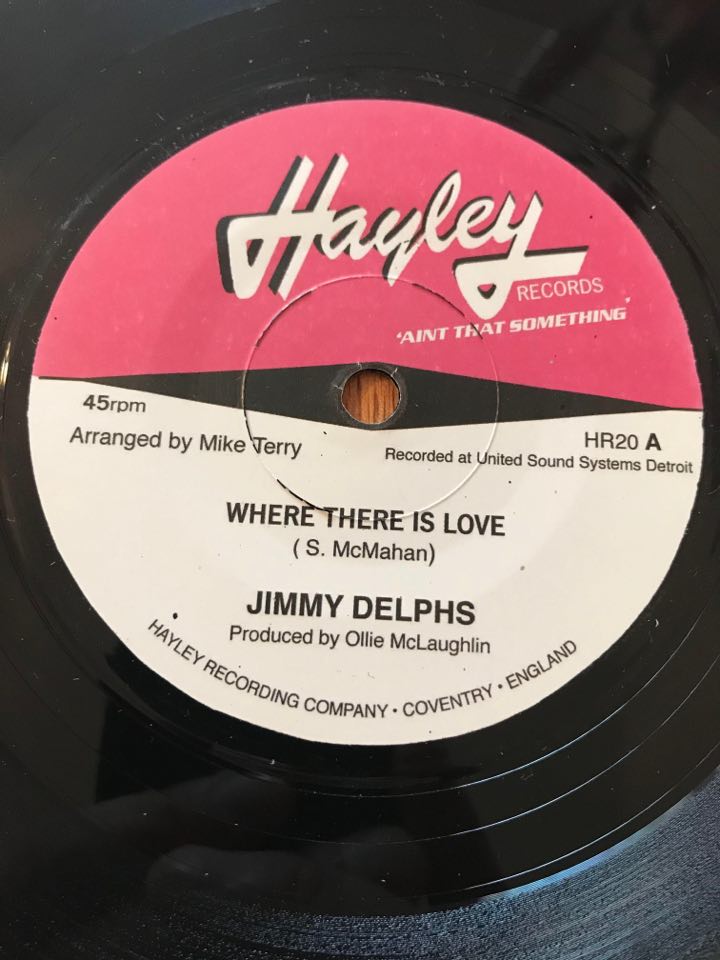 Hayley
RECORDS
'AINT THAT SOMETHING'
45rpm
Arranged by Mike Terry
HR20 A
Recorded at United Sound Systems Detroit
WHERE THERE IS LOVE
( S. McMahan)
JIMMY DELPHS
Produced by Ollie McLaughlin
HAYLEY RECORDING COMPANY • COVENTRY • ENGLAND